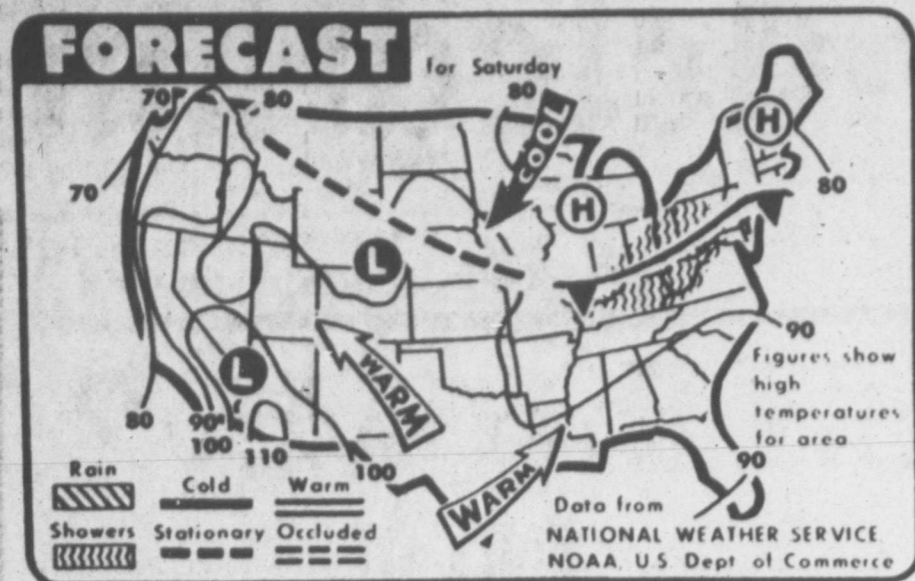 FORECAST
for Saturday
70
80
80
COOL
H
70
H
80
L
L
WARM
90
Figures show
high
temperatures
for area
80
90°
100
110
100
WARM
90
Rain
Cold
Warm
Showers
Stationary
Occluded
Data from
NATIONAL WEATHER SERVICE
NOAA, U.S. Dept of Commerce